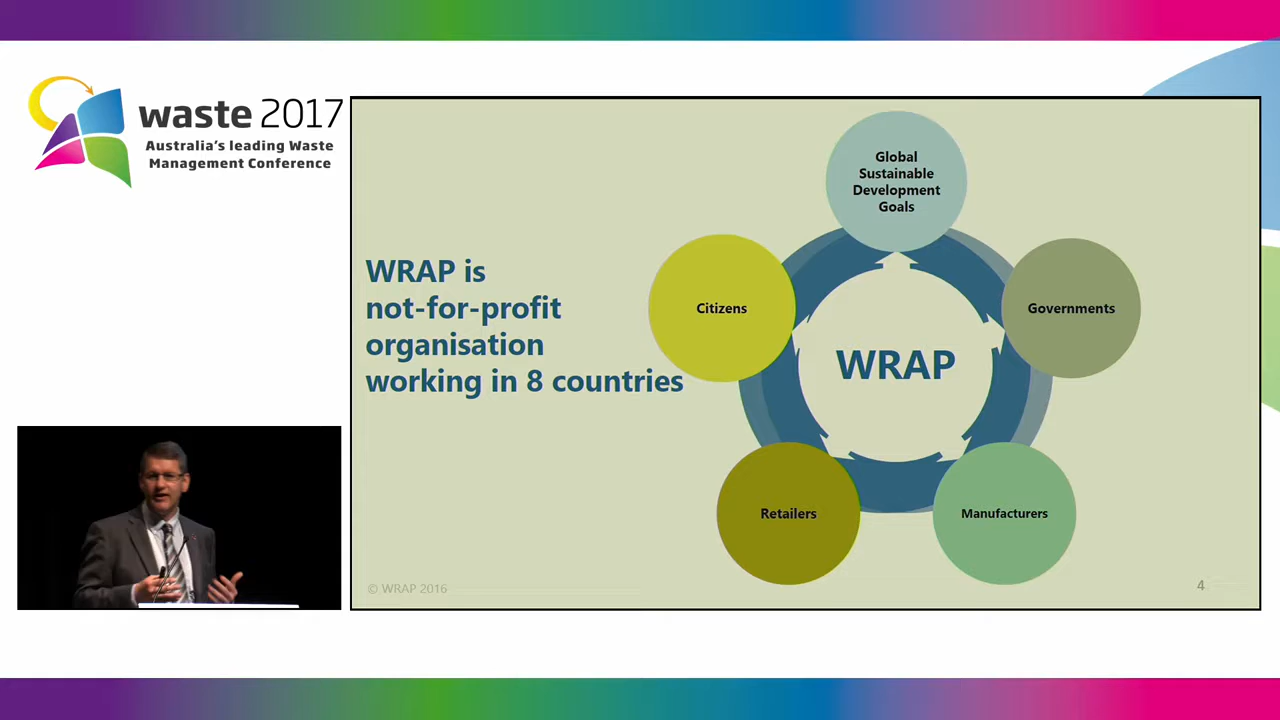 waste 2017
Australia's leading Waste
Management Conference
WRAP is
not-for-profit
organisation
working in 8 countries
Global
Sustainable
Development
Goals
Citizens
Governments
WRAP
Retailers
Manufacturers
© WRAP 2016
4